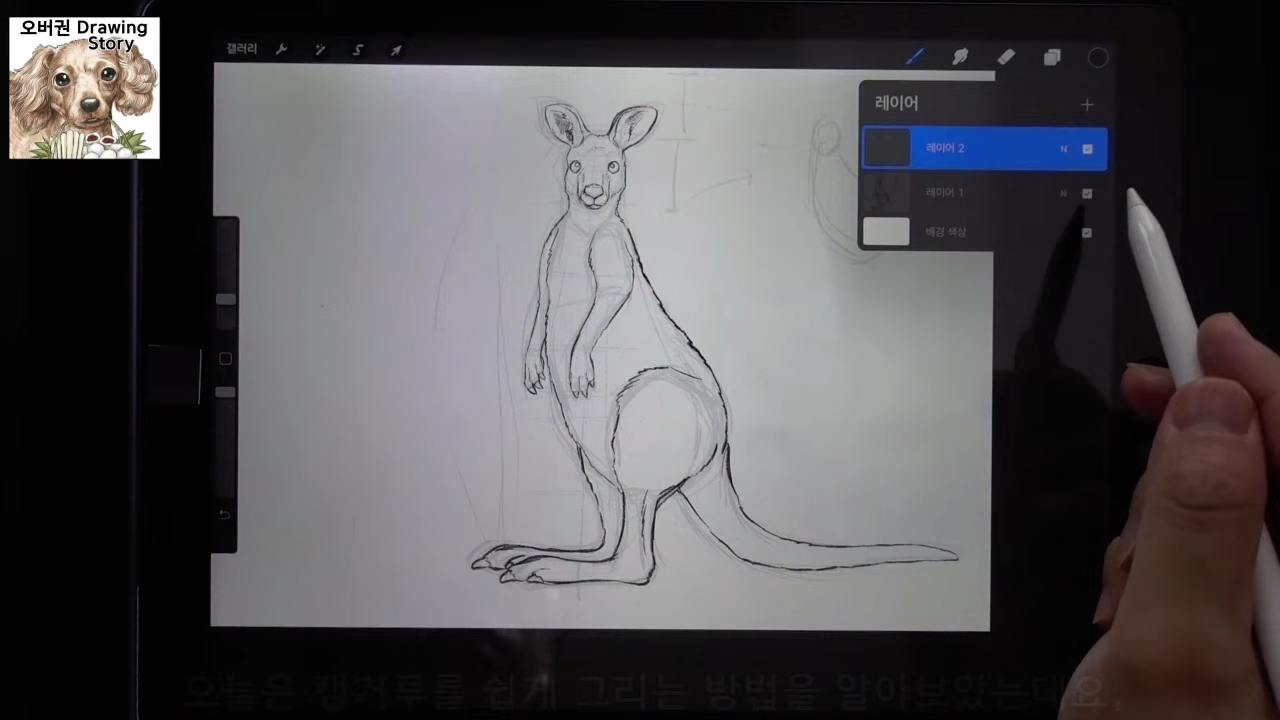 오버권 Drawing
Story
갤러리
레이어
레이어 2
N
레이어 1
N
배경 색상
오늘은 캥거루를 쉽게 그리는 방법을 알아보았는데요,